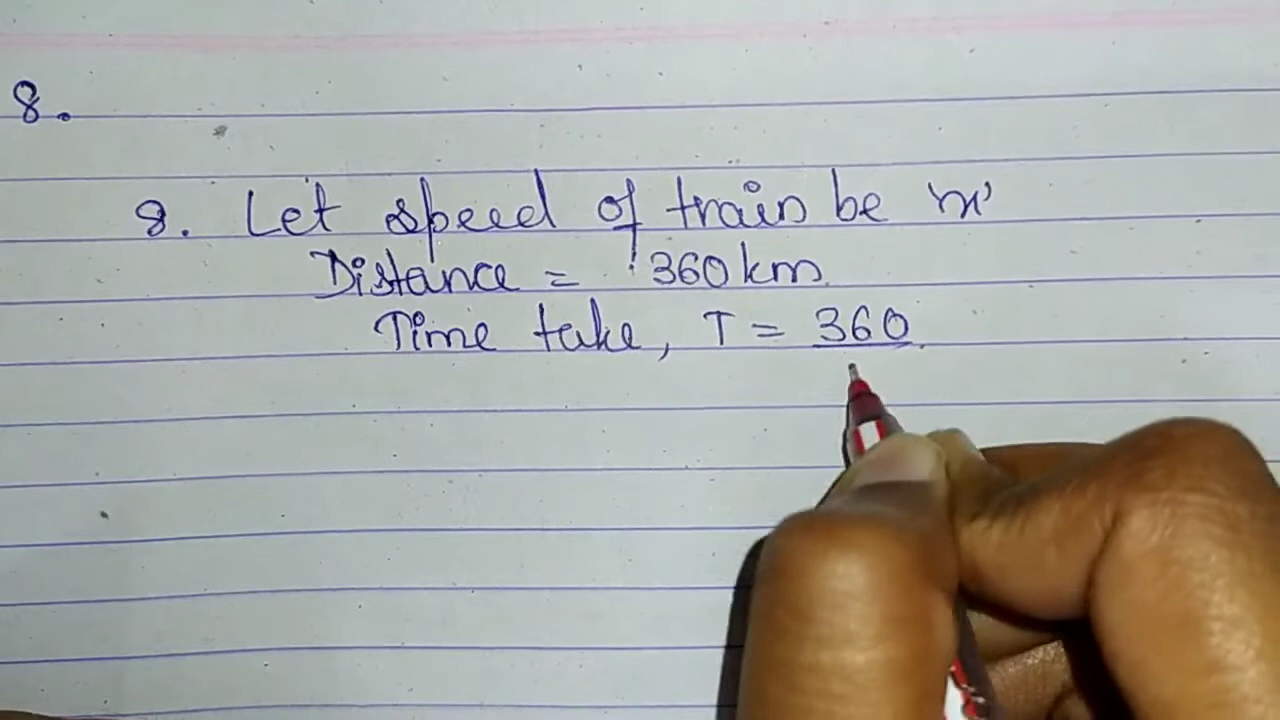 8.
8. Let speed of train be 'x'
Distance = 360 km.
Time take, T = 360